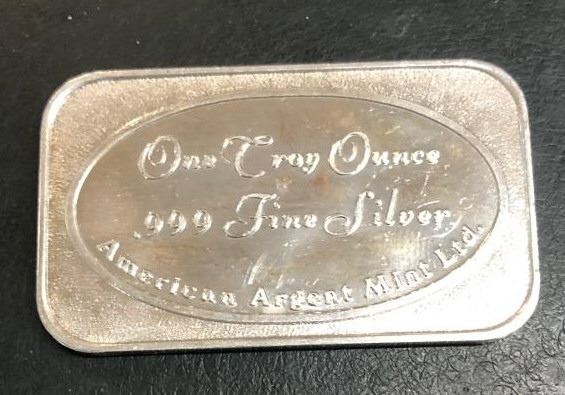 One Troy Ounce
.999 Fine Silver
American Argent Mint Ltd.